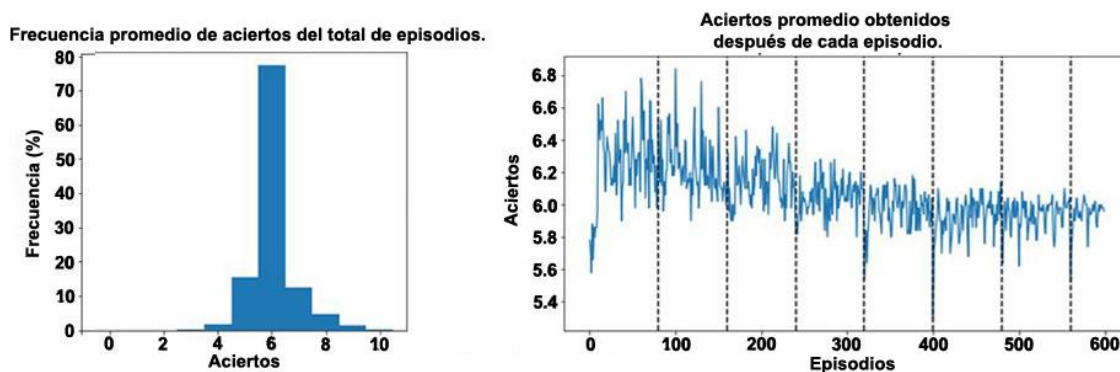 Frecuencia promedio de aciertos del total de episodios.
80
70
60
50
40
30
20
10
0
Frecuencia (%)
0 2 4 6 8 10
Aciertos
Aciertos promedio obtenidos
después de cada episodio.
6.8
6.6
6.4
6.2
6.0
5.8
5.6
5.4
Aciertos
0 100 200 300 400 500 600
Episodios